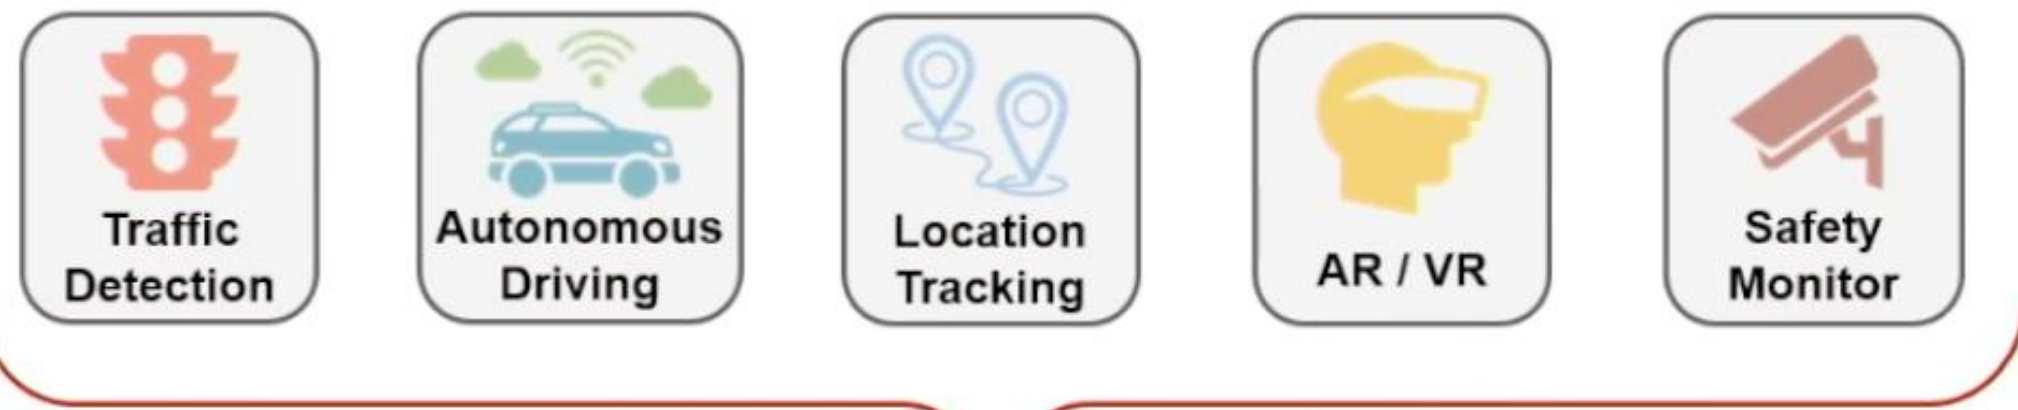 Traffic
Detection
Autonomous
Driving
Location
Tracking
AR / VR
Safety
Monitor